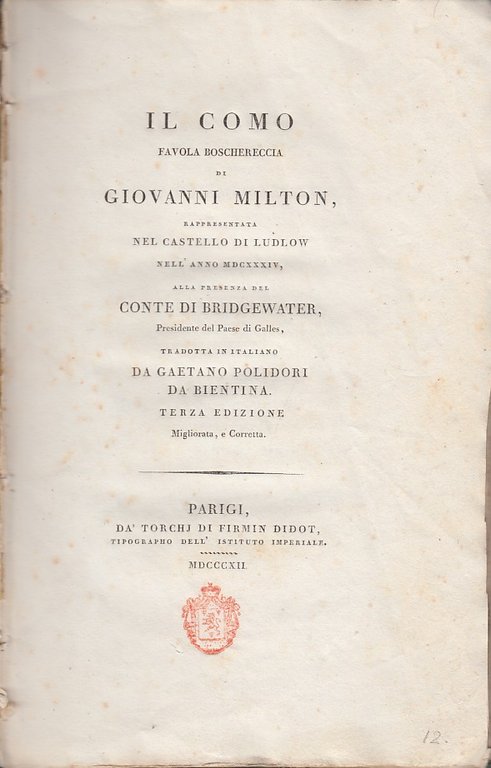 IL COMO
FAVOLA BOSCHERECCIA
DI
GIOVANNI MILTON,
RAPPRESENTATA
NEL CASTELLO DI LUDLOW
NELL' ANNO MDCXXXIV,
ALLA PRESENZA DEL
CONTE DI BRIDGEWATER,
Presidente del Paese di Galles,
TRADOTTA IN ITALIANO
DA GAETANO POLIDORI
DA BIENTINA.
TERZA EDIZIONE
Migliorata, e Corretta.
PARIGI,
DA' TORCHJ DI FIRMIN DIDOT,
TIPOGRAPHO DELL' ISTITUTO IMPERIALE.
MDCCCXII
12.